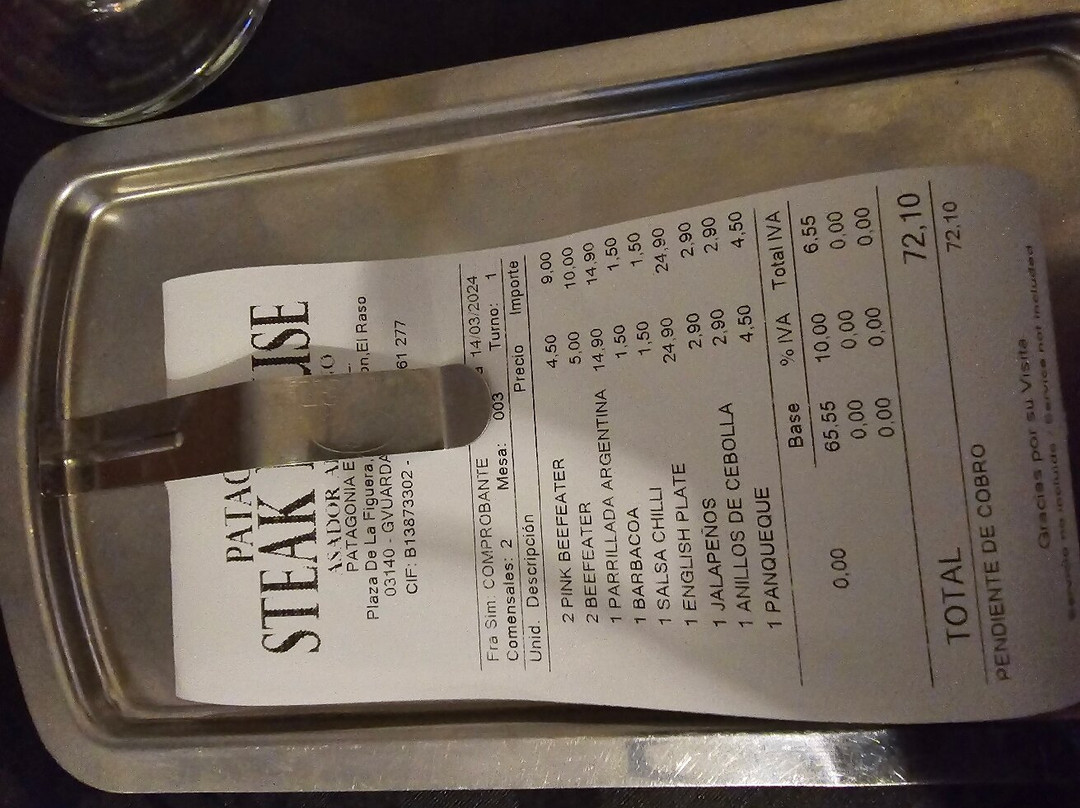 PATAG
STEAK USE
ASADOR A O
PATAGONIA E
Plaza De La Figuera, on,El Raso
03140 - GVUARDA
CIF: B13873302 - 61 277
Fra Sim: COMPROBANTE a 14/03/2024
Comensales: 2 Mesa: 003 Turno: 1
Unid. Descripción Precio Importe
2 PINK BEEFEATER 4,50 9,00
2 BEEFEATER 5,00 10,00
1 PARRILLADA ARGENTINA 14,90 14,90
1 BARBACOA 1,50 1,50
1 SALSA CHILLI 1,50 1,50
1 ENGLISH PLATE 24,90 24,90
1 JALAPEÑOS 2,90 2,90
1 ANILLOS DE CEBOLLA 2,90 2,90
1 PANQUEQUE 4,50 4,50
Base % IVA Total IVA
0,00 65,55 10,00 6,55
0,00 0,00 0,00
0,00 0,00 0,00
TOTAL 72,10
PENDIENTE DE COBRO 72,10
Gracias por su Visita
Servicio no incluido - Service not included